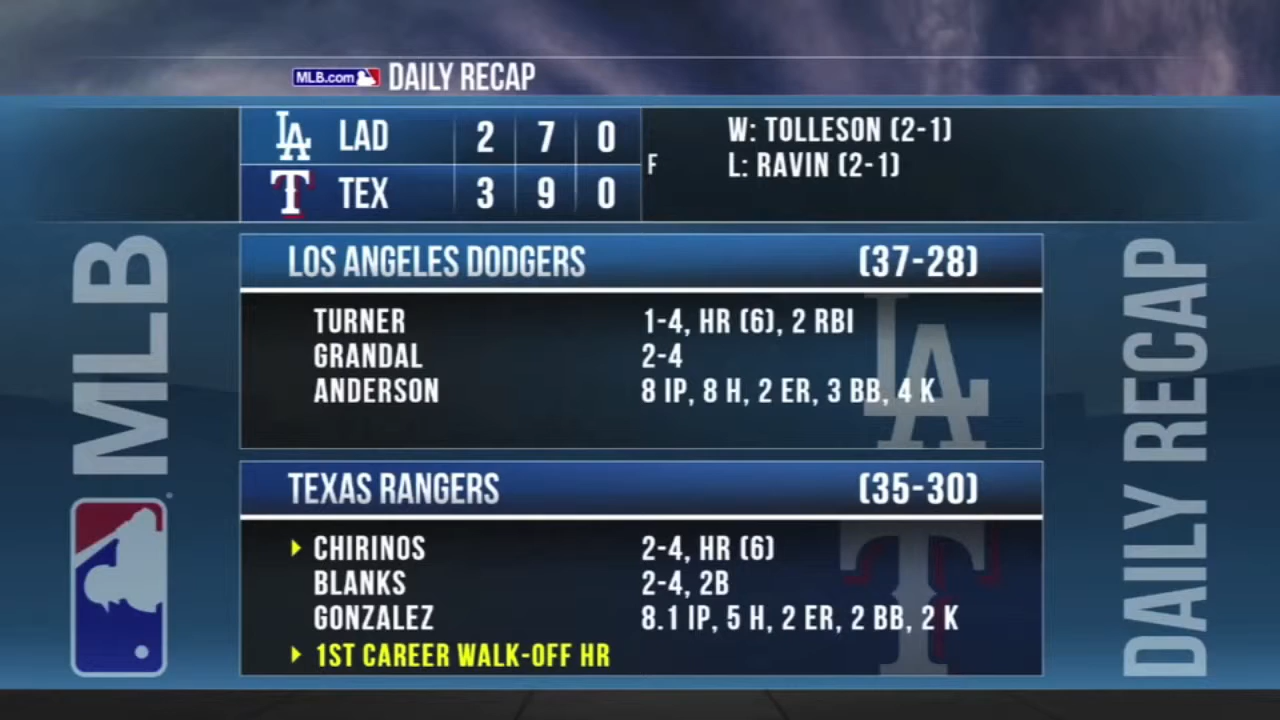 MLB.com DAILY RECAP
LA LAD 2 7 0
T TEX 3 9 0
F
W: TOLLESON (2-1)
L: RAVIN (2-1)
LOS ANGELES DODGERS (37-28)
TURNER 1-4, HR (6), 2 RBI
GRANDAL 2-4
ANDERSON 8 IP, 8 H, 2 ER, 3 BB, 4 K
LA
TEXAS RANGERS (35-30)
CHIRINOS 2-4, HR (6)
BLANKS 2-4, 2B
GONZALEZ 8.1 IP, 5 H, 2 ER, 2 BB, 2 K
1ST CAREER WALK-OFF HR
T
MLB
DAILY RECAP